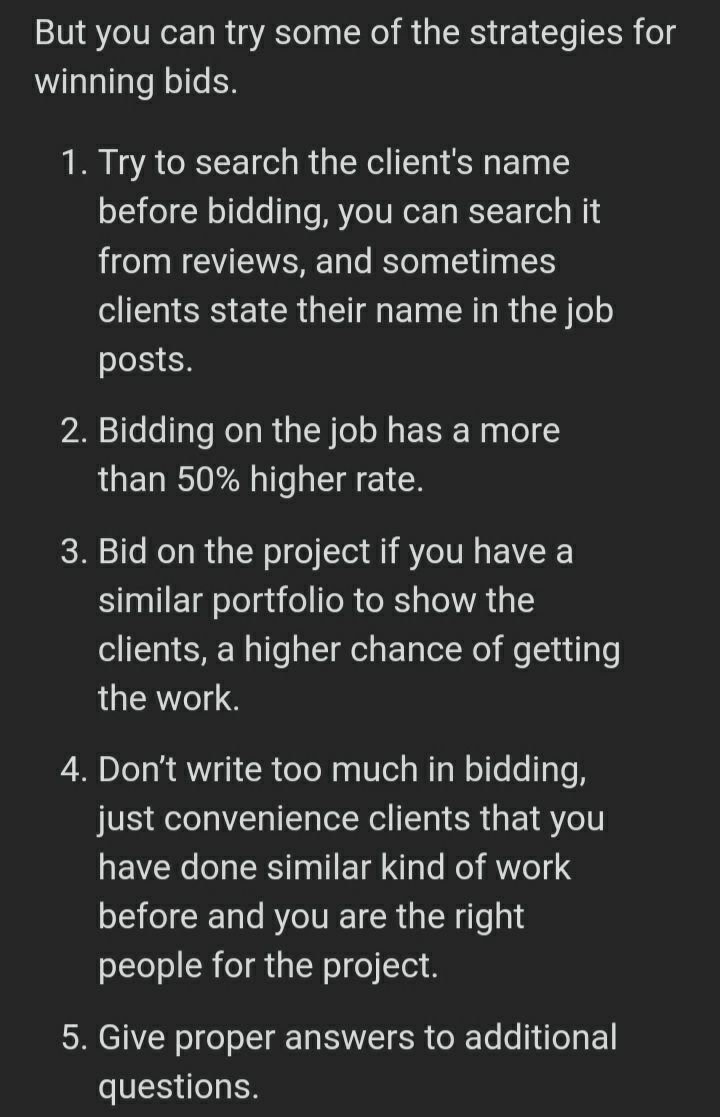 But you can try some of the strategies for
winning bids.
1. Try to search the client's name
before bidding, you can search it
from reviews, and sometimes
clients state their name in the job
posts.
2. Bidding on the job has a more
than 50% higher rate.
3. Bid on the project if you have a
similar portfolio to show the
clients, a higher chance of getting
the work.
4. Don’t write too much in bidding,
just convenience clients that you
have done similar kind of work
before and you are the right
people for the project.
5. Give proper answers to additional
questions.